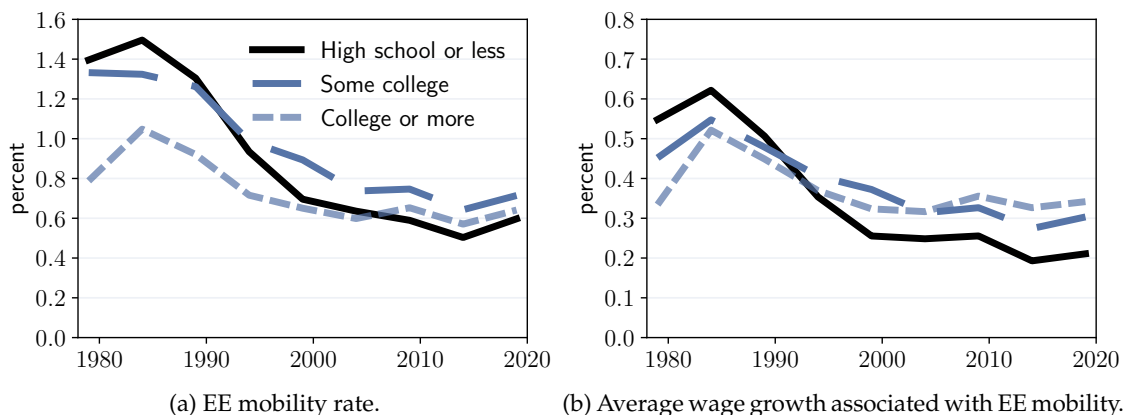 1.6
1.4
1.2
1.0
0.8
0.6
0.4
0.2
0.0
percent
High school or less
Some college
College or more
1980 1990 2000 2010 2020
(a) EE mobility rate.
0.8
0.7
0.6
0.5
0.4
0.3
0.2
0.1
0.0
percent
1980 1990 2000 2010 2020
(b) Average wage growth associated with EE mobility.